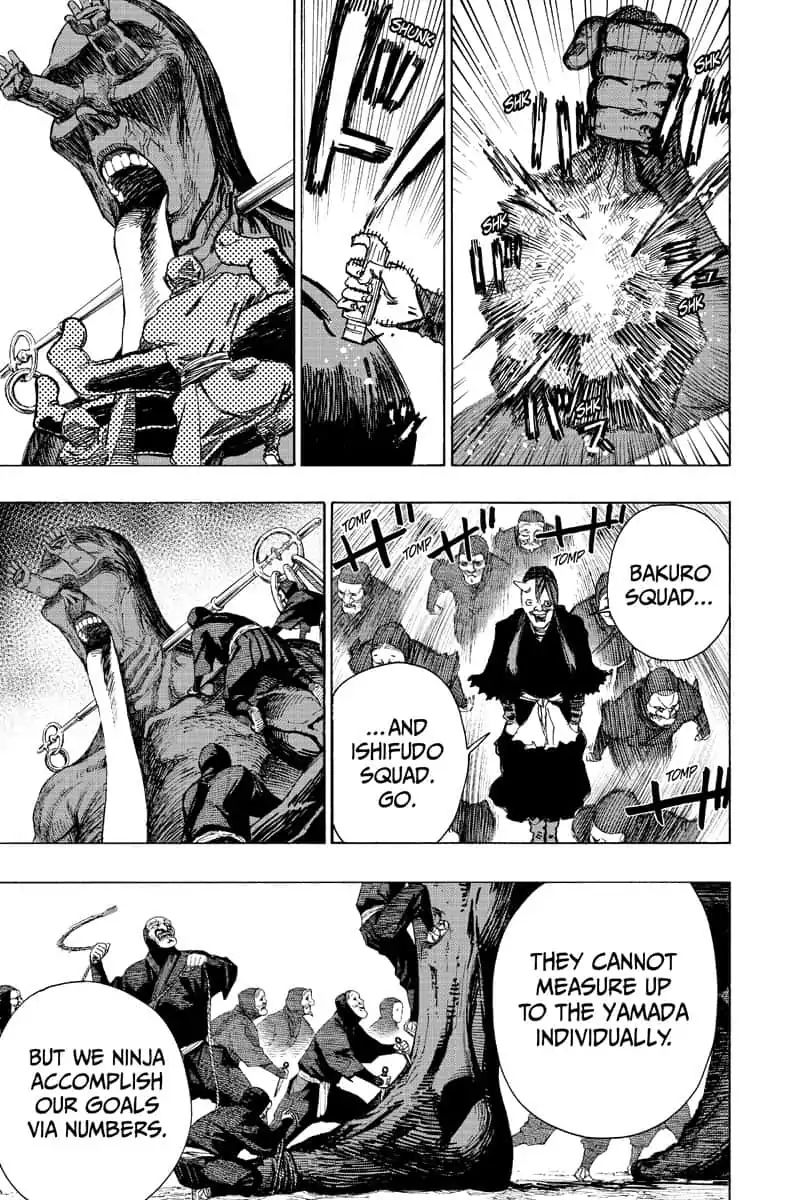 SHK
SHK
SHK
SHK
SHK
SHUNK
ド
BAKURO
SQUAD...
TOMP
TOMP
TOMP
TOMP
...AND
ISHIFUDO
SQUAD.
GO.
THEY CANNOT
MEASURE UP
TO THE YAMADA
INDIVIDUALLY.
BUT WE NINJA
ACCOMPLISH
OUR GOALS
VIA NUMBERS.